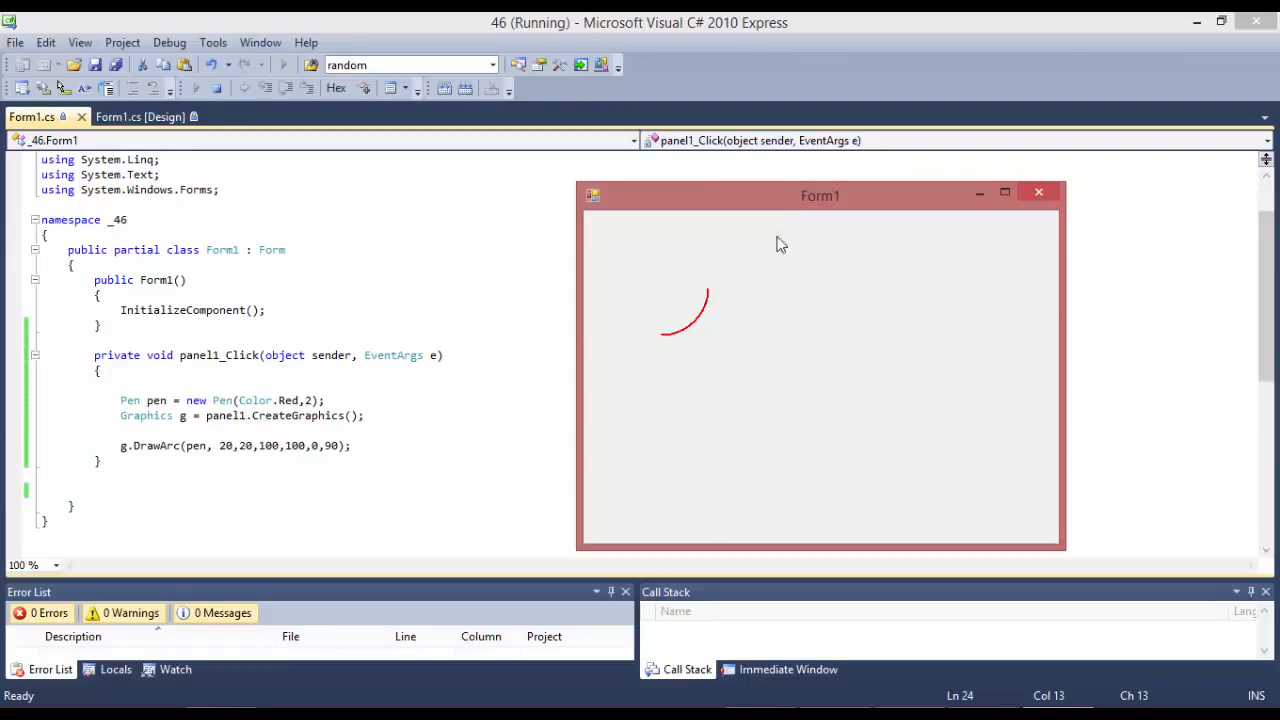 46 (Running) - Microsoft Visual C# 2010 Express
File Edit View Project Debug Data Tools Window Help
random
Hex
Form1.cs
Form1.cs [Design]
_46.Form1
panel1_Click(object sender, EventArgs e)
using System.Linq;
using System.Text;
using System.Windows.Forms;
namespace _46
{
public partial class Form1 : Form
{
public Form1()
{
InitializeComponent();
}
private void panel1_Click(object sender, EventArgs e)
{
Pen pen = new Pen(Color.Red,2);
Graphics g = panel1.CreateGraphics();
g.DrawArc(pen, 20,20,100,100,0,90);
}
}
}
Form1
100 %
Error List
0 Errors 0 Warnings 0 Messages
Description File Line Column Project
Error List Locals Watch
Call Stack
Name Lang
Call Stack Immediate Window
Ready Ln 24 Col 13 Ch 13 INS